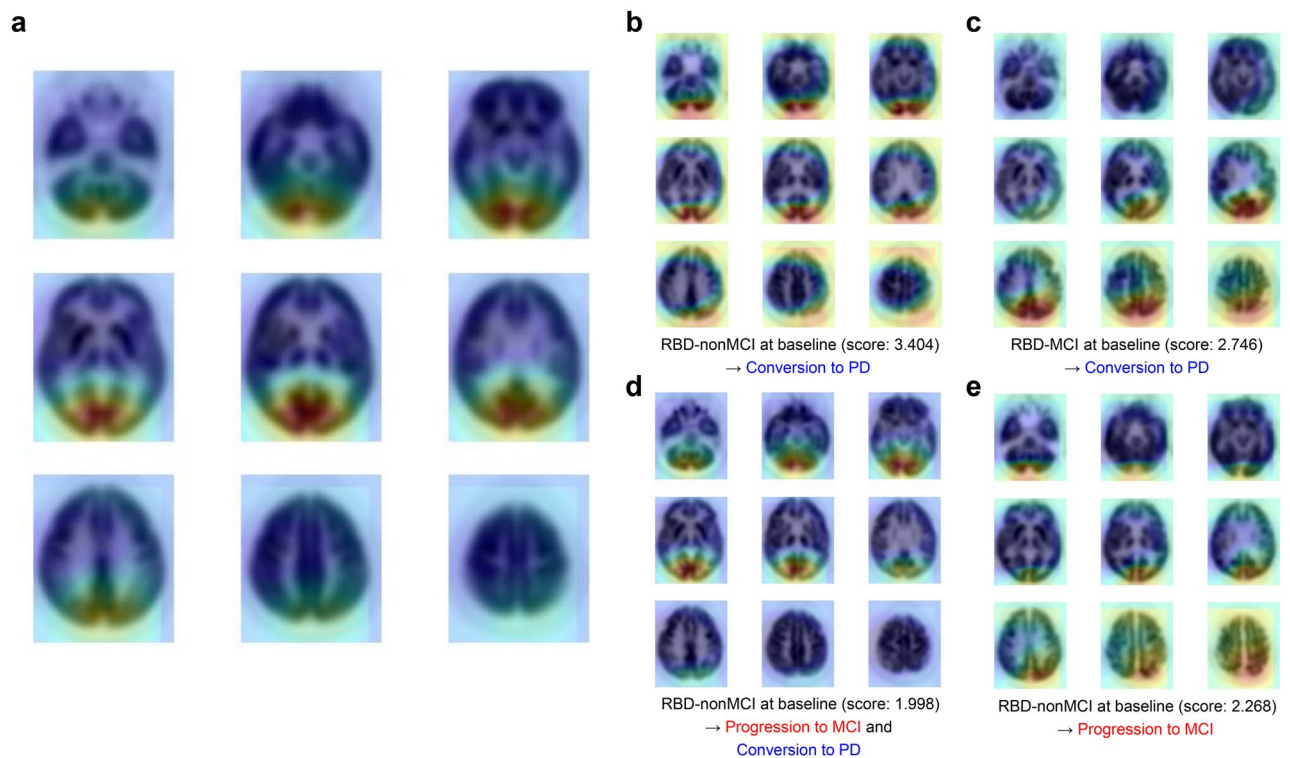 a
b
c
RBD-nonMCI at baseline (score: 3.404)
→ Conversion to PD
RBD-MCI at baseline (score: 2.746)
→ Conversion to PD
d
e
RBD-nonMCI at baseline (score: 1.998)
→ Progression to MCI and
Conversion to PD
RBD-nonMCI at baseline (score: 2.268)
→ Progression to MCI